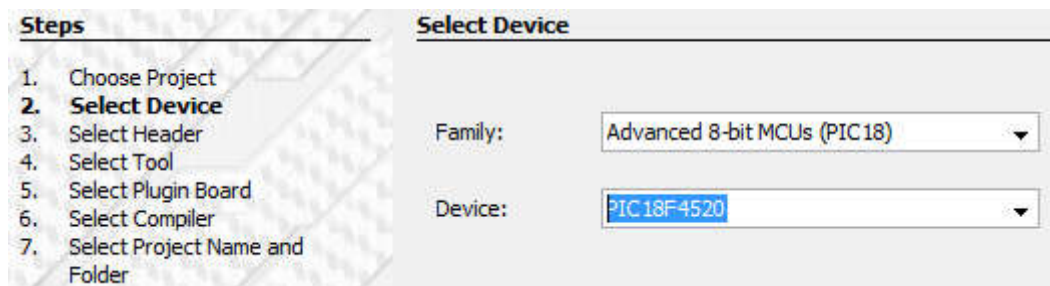 Steps
Select Device
1. Choose Project
2. Select Device
3. Select Header
4. Select Tool
5. Select Plugin Board
6. Select Compiler
7. Select Project Name and
Folder
Family: Advanced 8-bit MCUs (PIC18)
Device: PIC18F4520